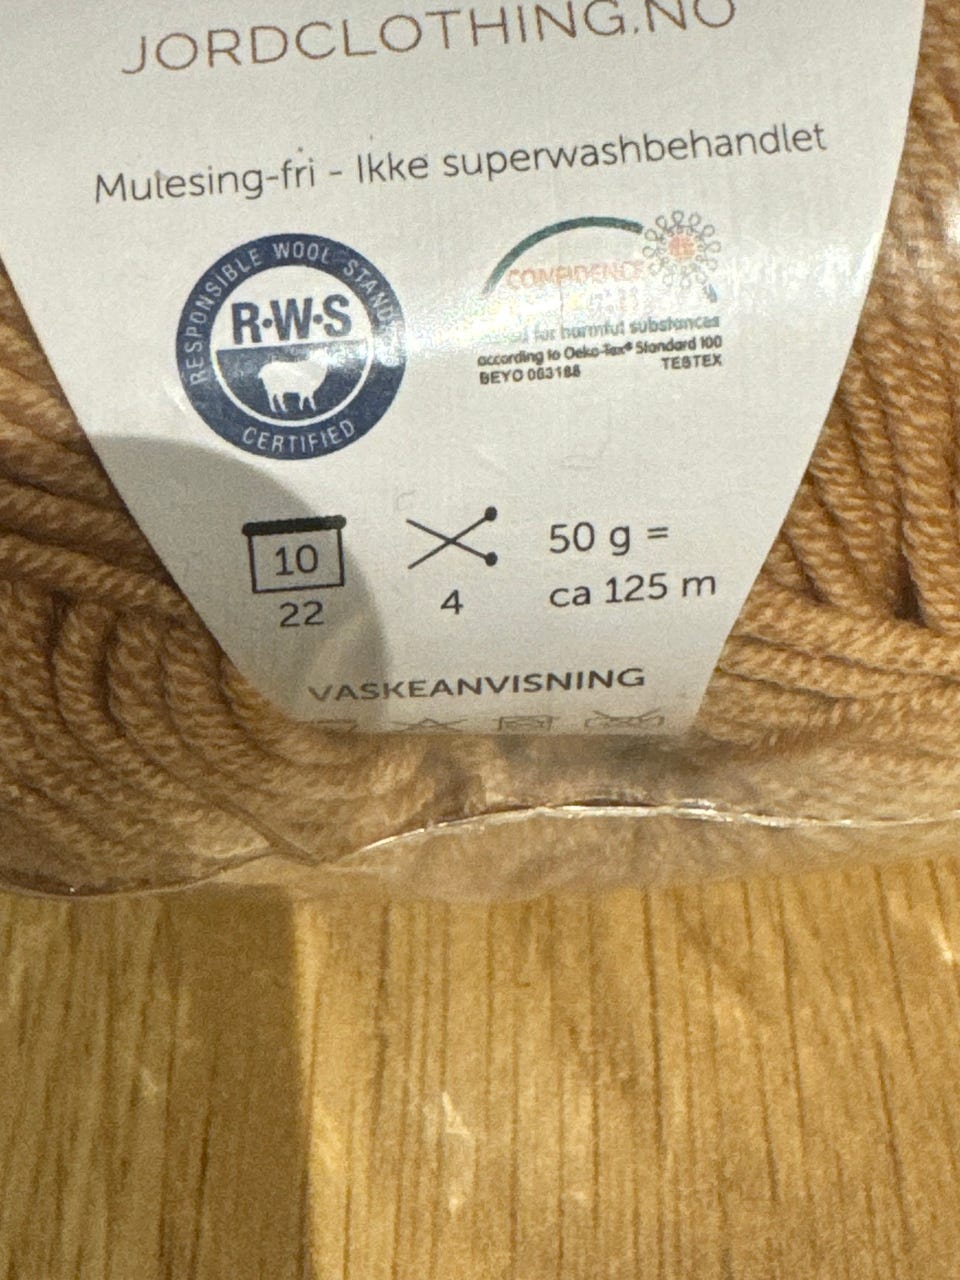 JORDCLOTHING.NO
Mulesing-fri - Ikke superwashbehandlet
RESPONSIBLE WOOL STAND
R·W·S
CERTIFIED
CONFIDENCE
for harmful substances
according to Oeko-Tex® Standard 100
BEYO 063188 TESTEX
10
22
4
50 g =
ca 125 m
VASKEANVISNING